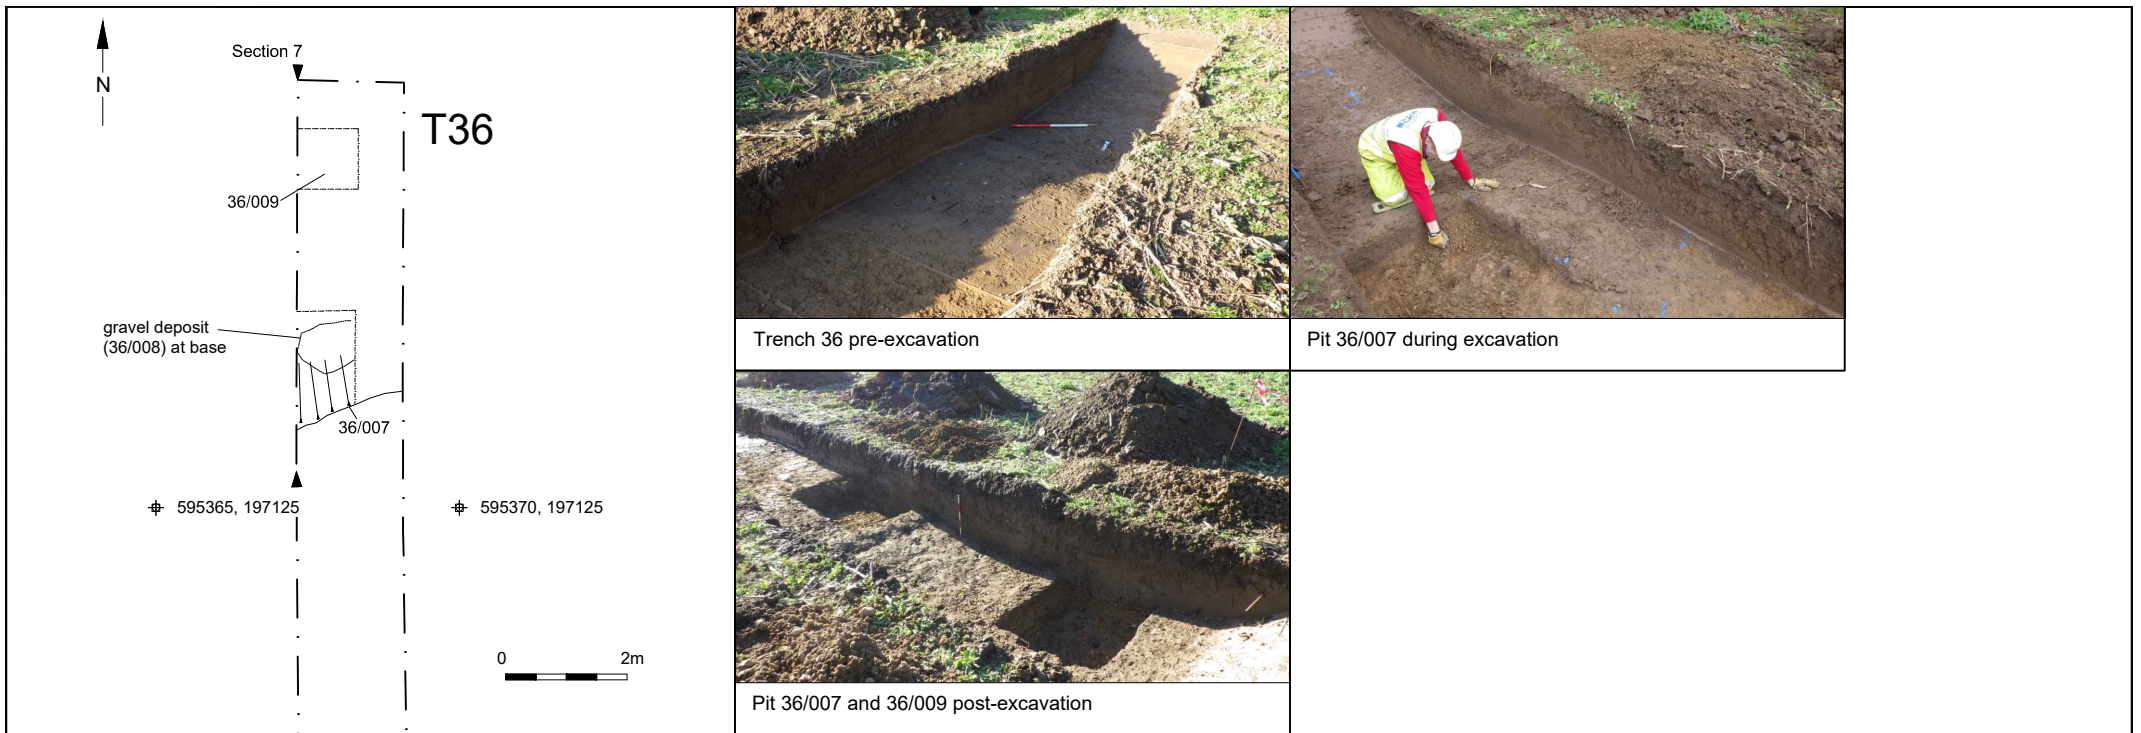 Section 7
N
T36
36/009
gravel deposit
(36/008) at base
36/007
595365, 197125
595370, 197125
0 2m
Trench 36 pre-excavation
Pit 36/007 during excavation
Pit 36/007 and 36/009 post-excavation